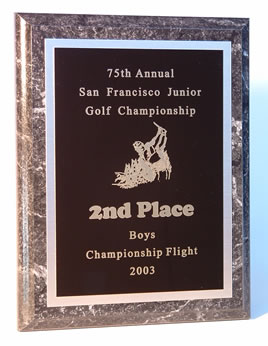 75th Annual
San Francisco Junior
Golf Championship
2nd Place
Boys
Championship Flight
2003